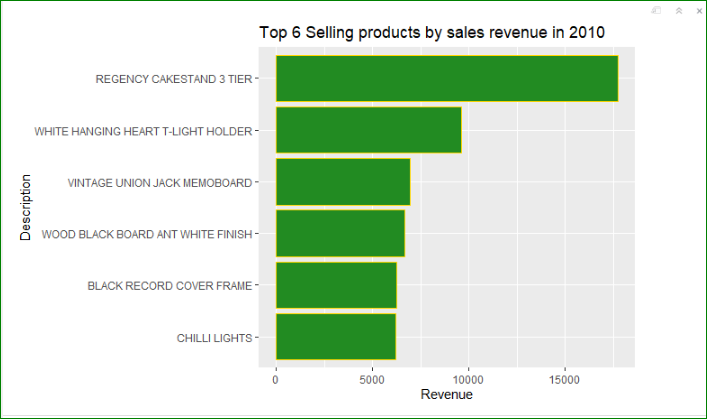 Top 6 Selling products by sales revenue in 2010
REGENCY CAKESTAND 3 TIER
WHITE HANGING HEART T-LIGHT HOLDER
VINTAGE UNION JACK MEMOBOARD
WOOD BLACK BOARD ANT WHITE FINISH
BLACK RECORD COVER FRAME
CHILLI LIGHTS
Description
0 5000 10000 15000
Revenue